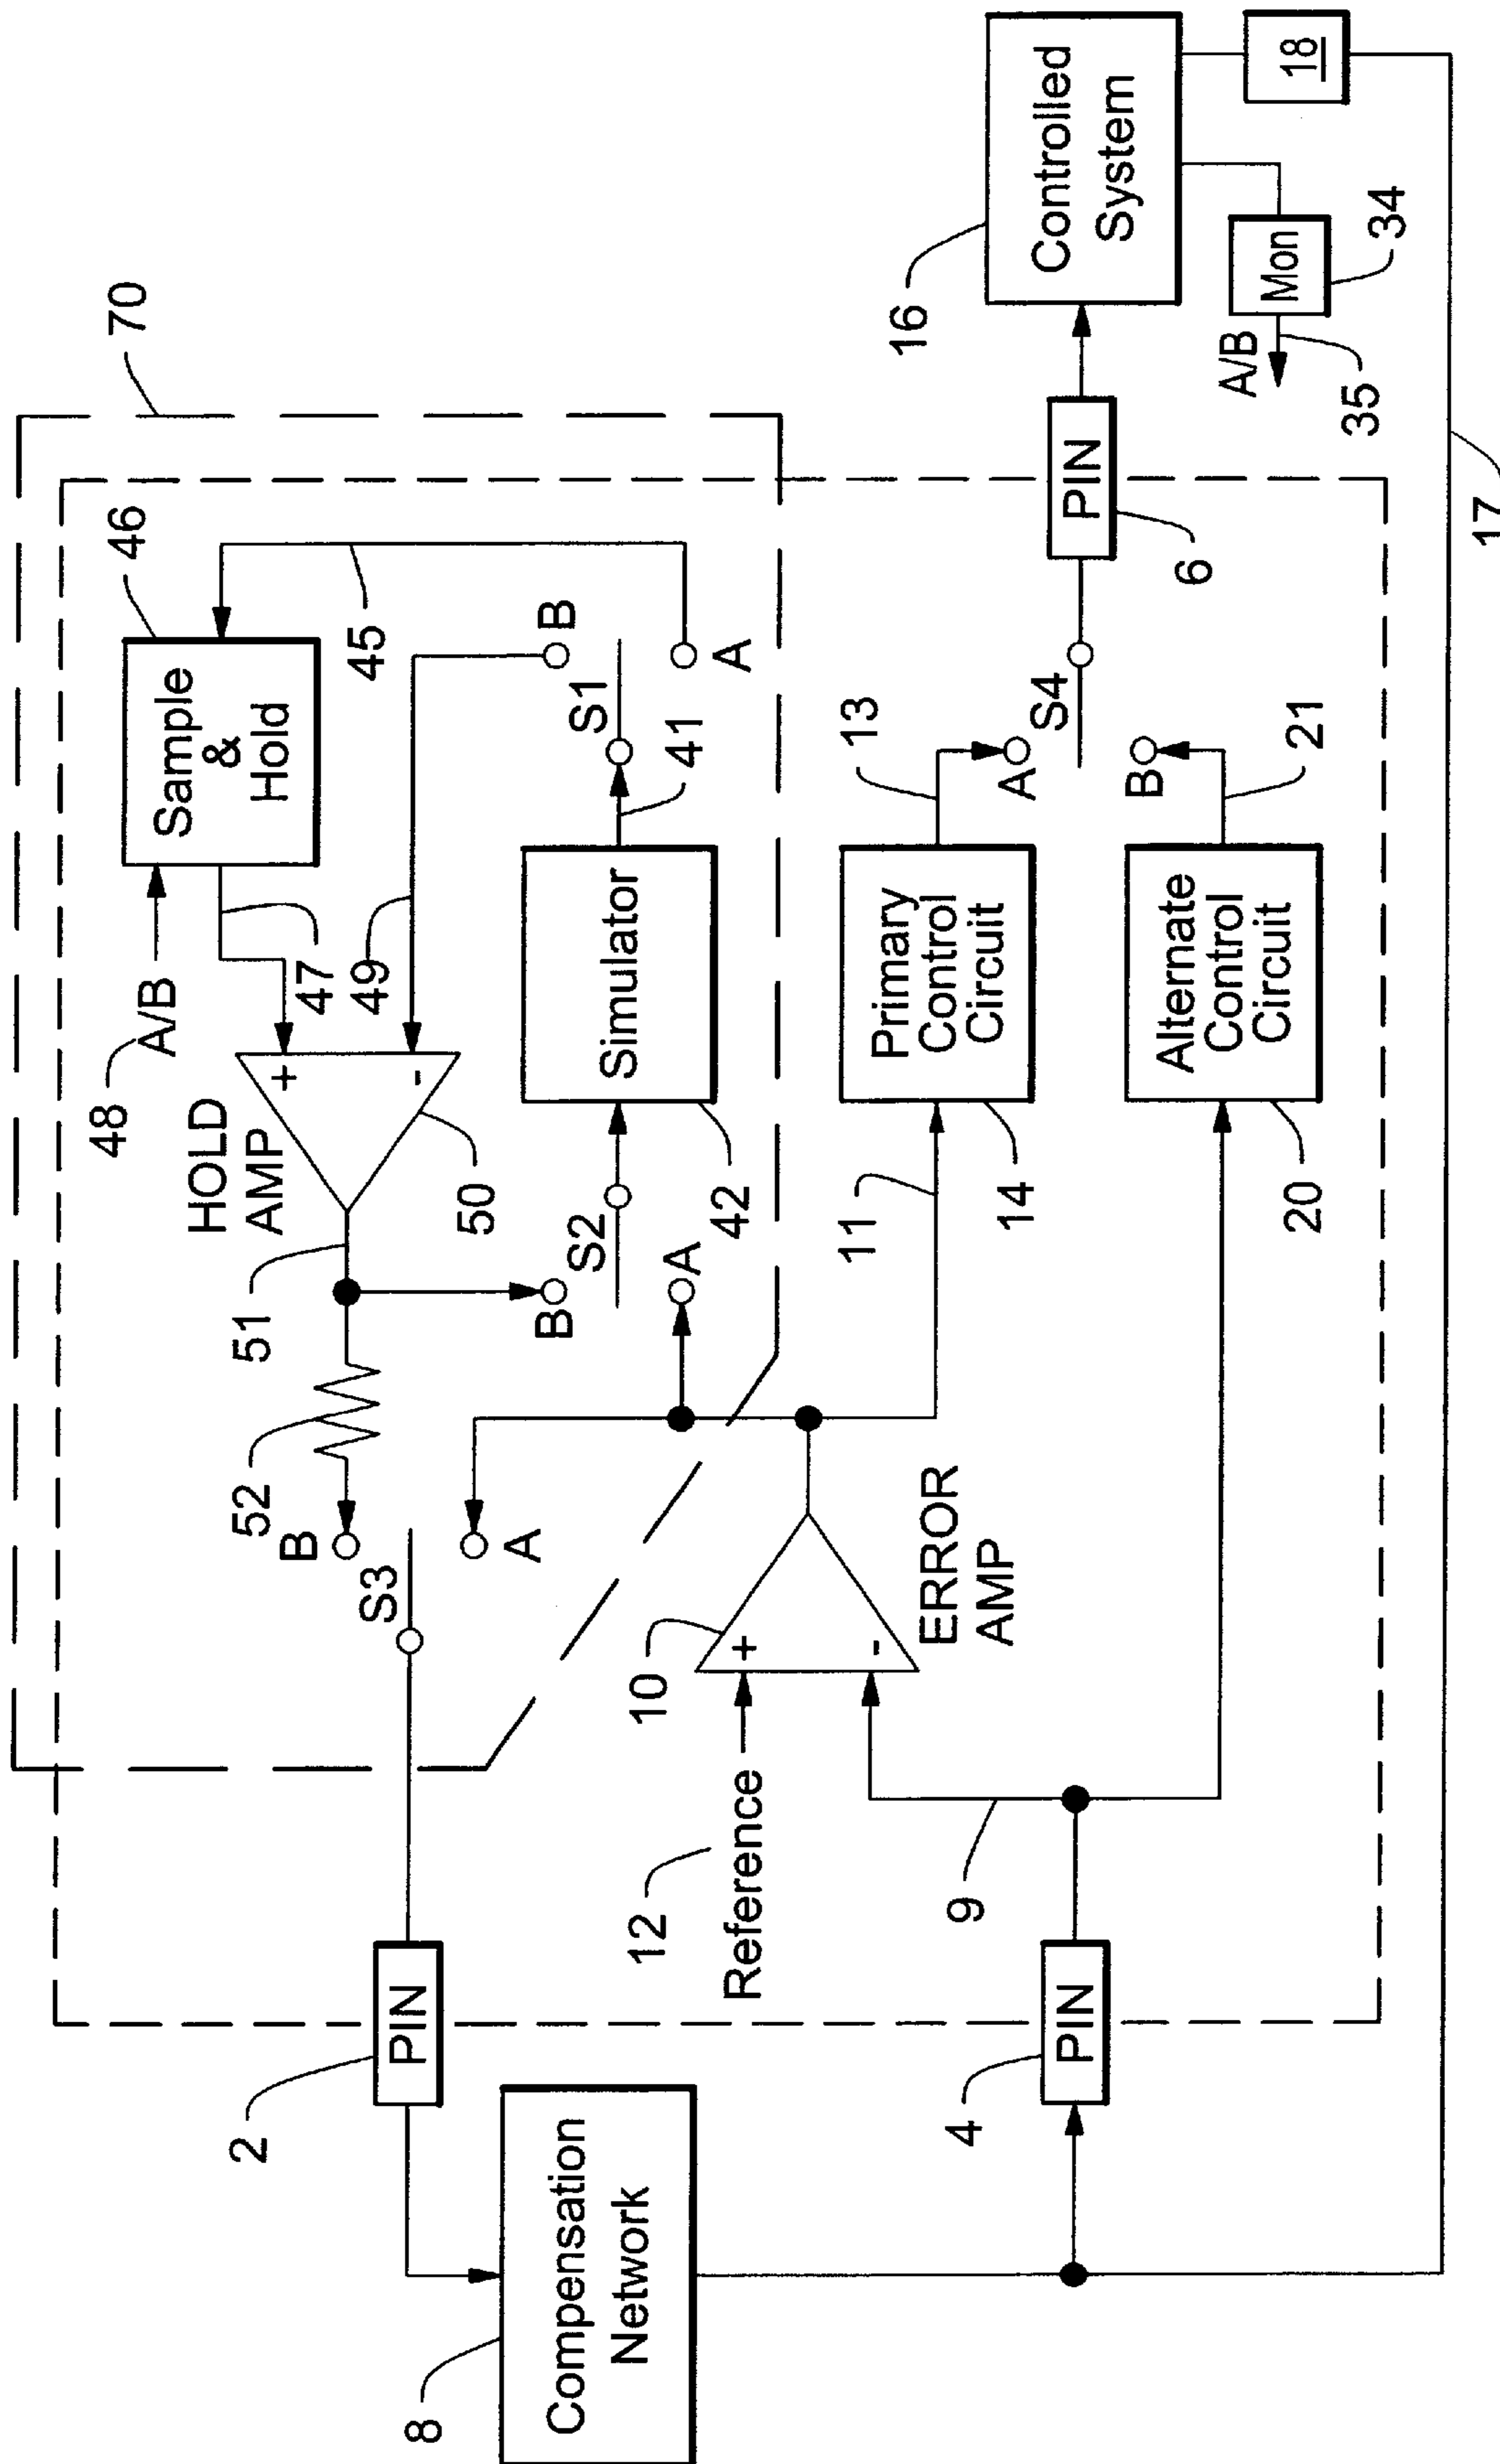 70
46
Sample
&
Hold
48
A/B
47
45
49
HOLD
AMP
+
-
50
51
52
B
S3
A
B
S2
A
Simulator
42
41
S1
B
A
2
PIN
8
Compensation
Network
10
+
-
ERROR
AMP
12
Reference
9
4
PIN
11
Primary
Control
Circuit
14
13
A
S4
B
21
Alternate
Control
Circuit
20
PIN
6
16
Controlled
System
18
Mon
34
A/B
35
17